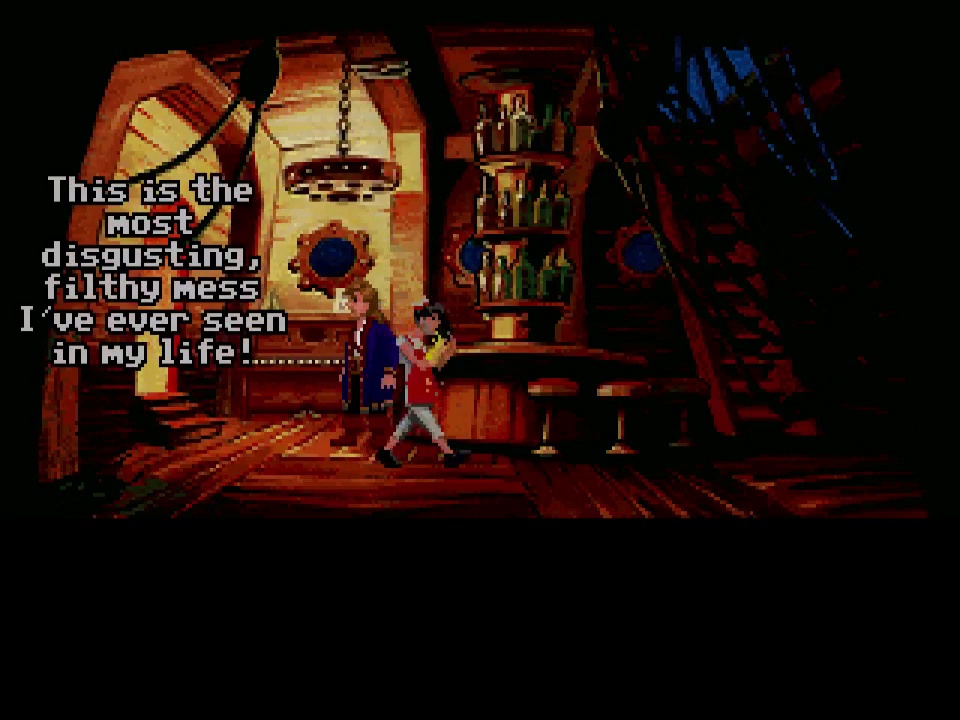 This is the
most
disgusting,
filthy mess
I've ever seen
in my life!